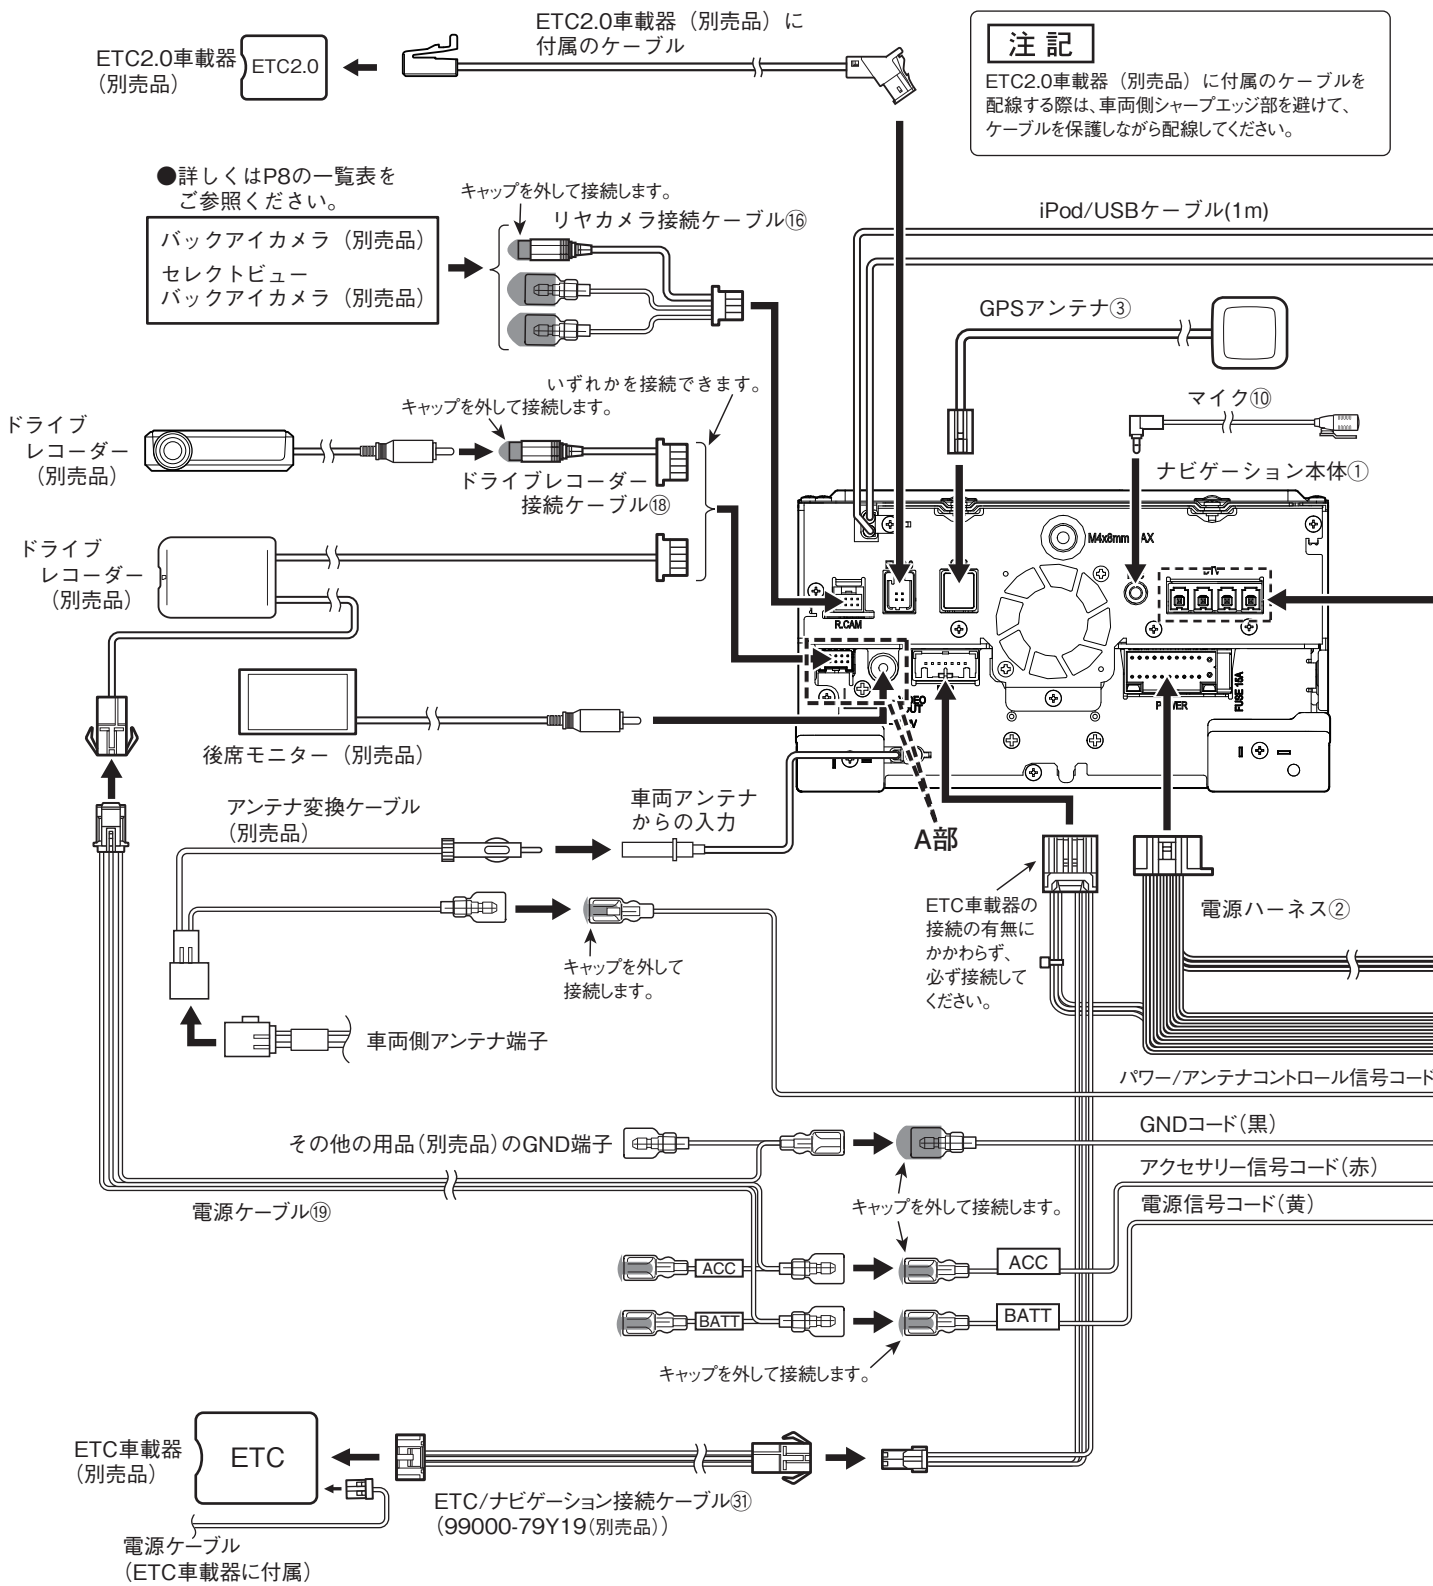 ETC2.0車載器（別売品）に
付属のケーブル
ETC2.0車載器
（別売品）
ETC2.0
注 記
ETC2.0車載器（別売品）に付属のケーブルを
配線する際は、車両側シャープエッジ部を避けて、
ケーブルを保護しながら配線してください。
●詳しくはP8の一覧表を
ご参照ください。
バックアイカメラ（別売品）
セレクトビュー
バックアイカメラ（別売品）
キャップを外して接続します。
リヤカメラ接続ケーブル⑯
iPod/USBケーブル(1m)
GPSアンテナ③
マイク⑩
ナビゲーション本体①
いずれかを接続できます。
キャップを外して接続します。
ドライブ
レコーダー
（別売品）
ドライブレコーダー
接続ケーブル⑱
ドライブ
レコーダー
（別売品）
M4x8mm
R.CAM
FUSE 15A
後席モニター（別売品）
アンテナ変換ケーブル
（別売品）
車両アンテナ
からの入力
A部
ETC車載器の
接続の有無に
かかわらず、
必ず接続して
ください。
電源ハーネス②
キャップを外して
接続します。
車両側アンテナ端子
パワー/アンテナコントロール信号コード
GNDコード（黒）
その他の用品（別売品）のGND端子
アクセサリー信号コード（赤）
電源ケーブル⑲
キャップを外して接続します。
電源信号コード（黄）
ACC
ACC
BATT
BATT
キャップを外して接続します。
ETC車載器
（別売品）
ETC
ETC/ナビゲーション接続ケーブル㉛
（99000-79Y19（別売品））
電源ケーブル
（ETC車載器に付属）